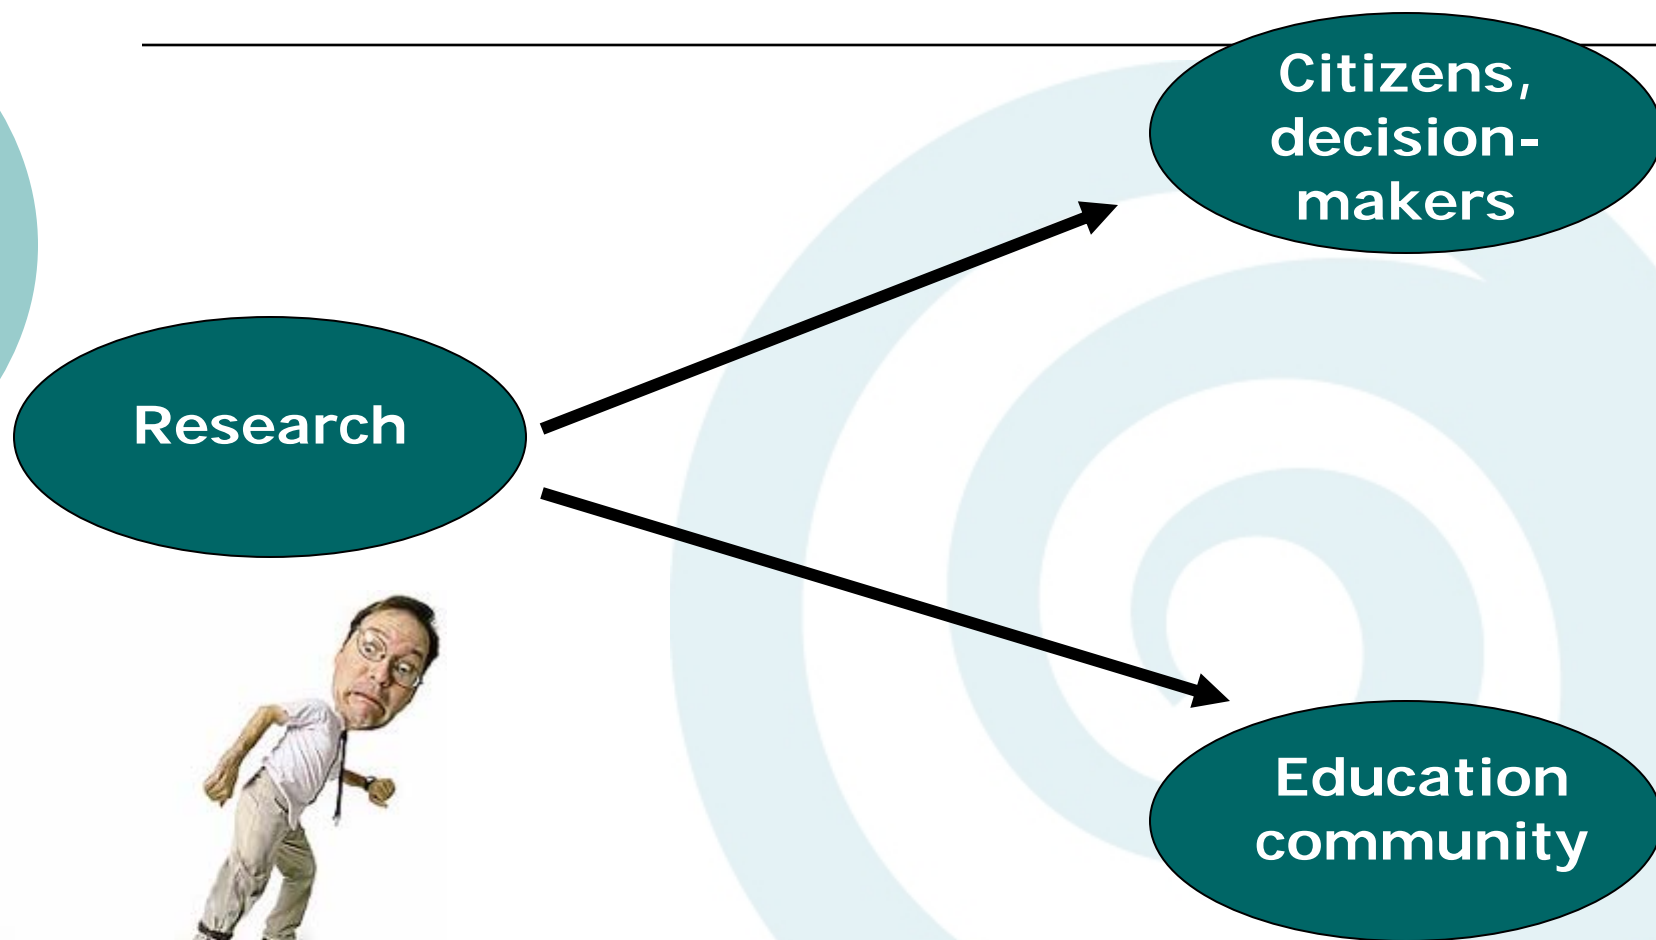 Citizens,
decision-
makers
Research
Education
community